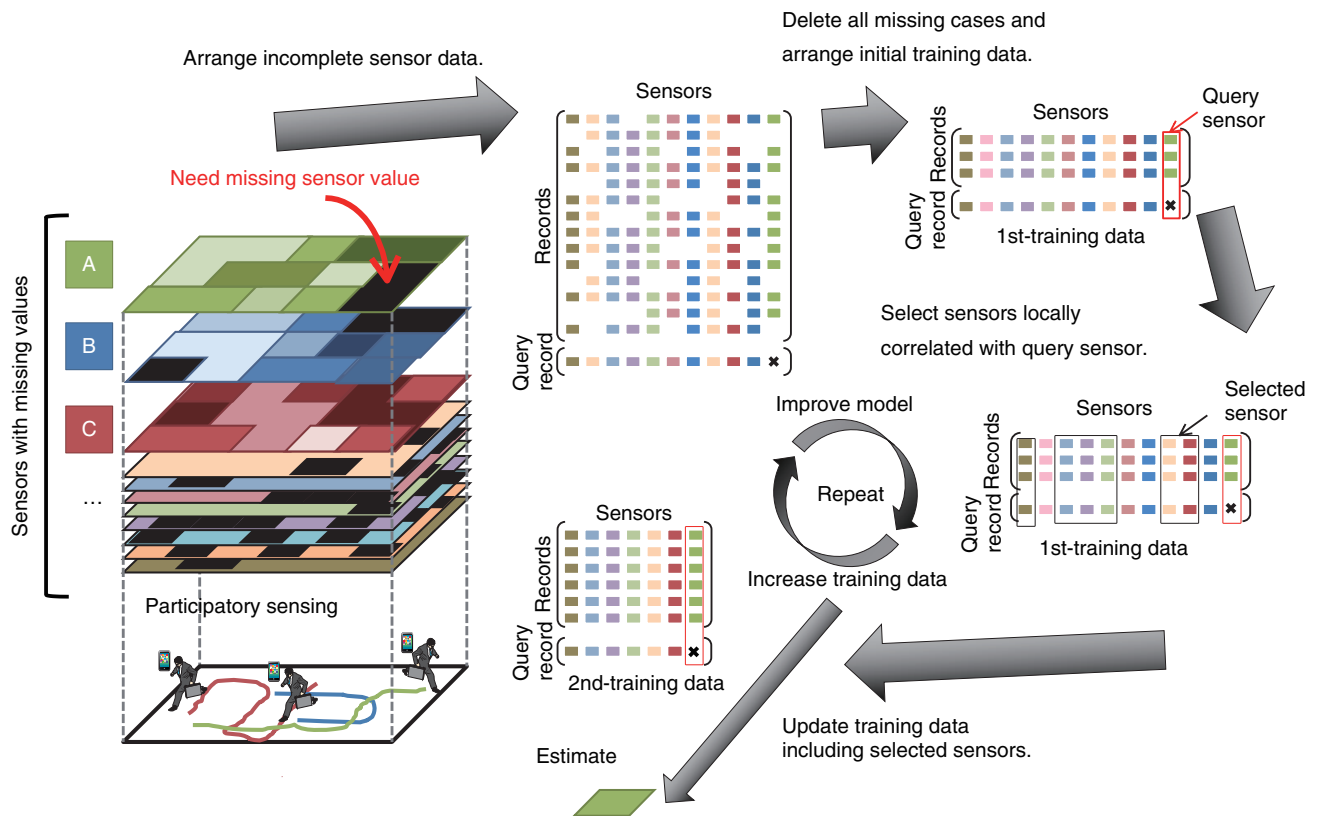 Arrange incomplete sensor data.
Delete all missing cases and
arrange initial training data.
Need missing sensor value
Sensors with missing values
A
B
C
...
Participatory sensing
Sensors
Records
Query
record
Sensors
Query
sensor
Records
Query
record
1st-training data
Select sensors locally
correlated with query sensor.
Sensors
Selected
sensor
Records
Query
record
1st-training data
Improve model
Repeat
Increase training data
Sensors
Records
Query
record
2nd-training data
Update training data
including selected sensors.
Estimate